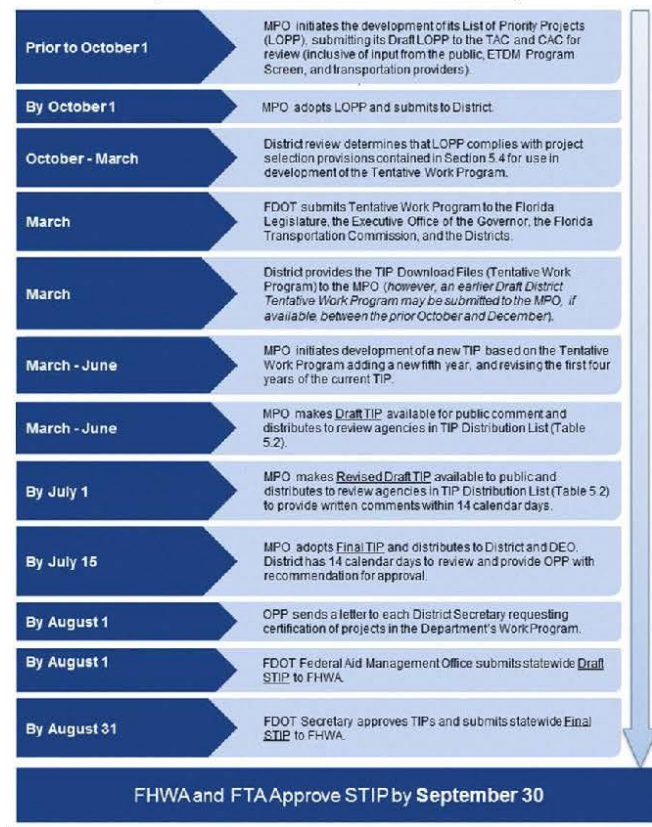 Prior to October 1
MPO initiates the development of its List of Priority Projects
(LOPP), submitting its Draft LOPP to the TAC and CAC for
review (inclusive of input from the public, ETDM Program
Screen, and transportation providers).
By October 1
MPO adopts LOPP and submits to District.
October - March
District review determines that LOPP complies with project
selection provisions contained in Section 5.4 for use in
development of the Tentative Work Program.
March
FDOT submits Tentative Work Program to the Florida
Legislature, the Executive Office of the Governor, the Florida
Transportation Commission, and the Districts.
March
District provides the TIP Download Files (Tentative Work
Program) to the MPO (however, an earlier Draft District
Tentative Work Program may be submitted to the MPO, if
available, between the prior October and December).
March - June
MPO initiates development of a new TIP based on the Tentative
Work Program adding a new fifth year, and revising the first four
years of the current TIP.
March - June
MPO makes Draft TIP available for public comment and
distributes to review agencies in TIP Distribution List (Table
5.2).
By July 1
MPO makes Revised Draft TIP available to public and
distributes to review agencies in TIP Distribution List (Table 5.2)
to provide written comments within 14 calendar days.
By July 15
MPO adopts Final TIP and distributes to District and DEO.
District has 14 calendar days to review and provide OPP with
recommendation for approval.
By August 1
OPP sends a letter to each District Secretary requesting
certification of projects in the Department's Work Program.
By August 1
FDOT Federal Aid Management Office submits statewide Draft
STIP to FHWA.
By August 31
FDOT Secretary approves TIPs and submits statewide Final
STIP to FHWA.
FHWA and FTA Approve STIP by September 30